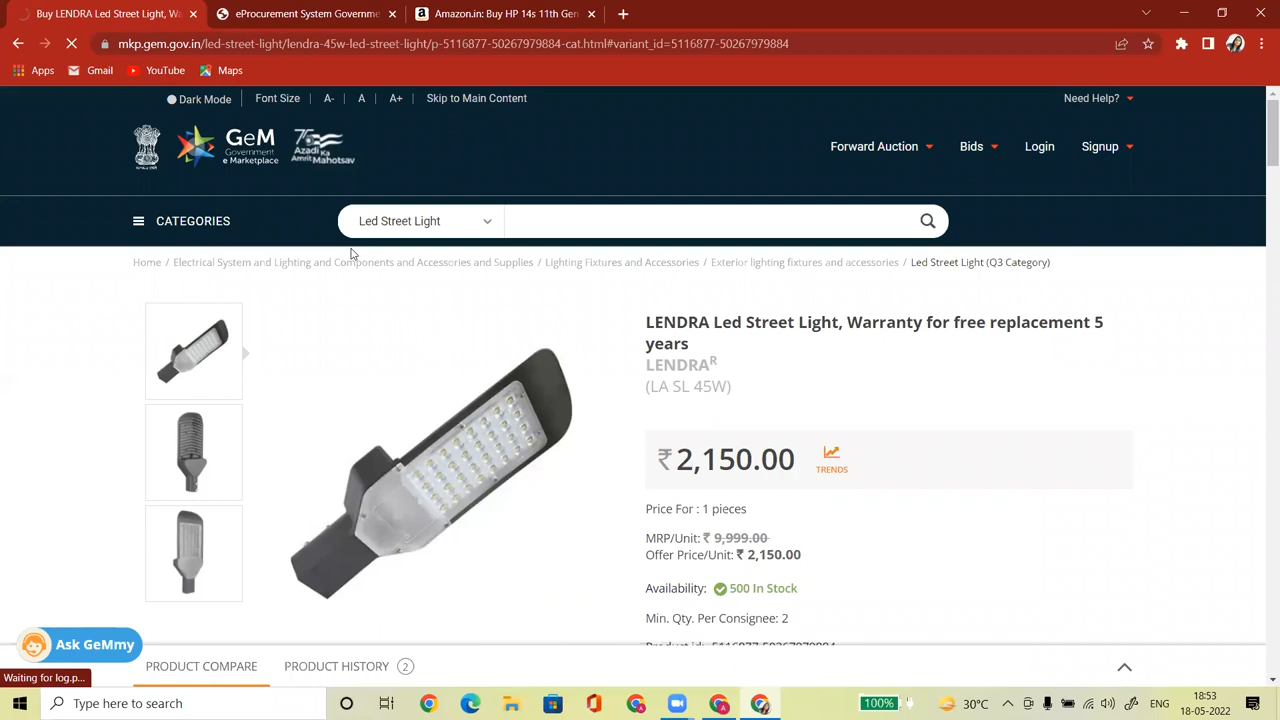 Buy LENDRA Led Street Light, Wa
eProcurement System Governmen
Amazon.in: Buy HP 14s 11th Gen
mkp.gem.gov.in/led-street-light/lendra-45w-led-street-light/p-5116877-50267979884-cat.html#variant_id=5116877-50267979884
Apps Gmail YouTube Maps
Dark Mode Font Size A- A A+ Skip to Main Content Need Help?
GeM Government e Marketplace
75 Azadi Ka Amrit Mahotsav
Forward Auction Bids Login Signup
CATEGORIES Led Street Light
Home / Electrical System and Lighting and Components and Accessories and Supplies / Lighting Fixtures and Accessories / Exterior lighting fixtures and accessories / Led Street Light (Q3 Category)
LENDRA Led Street Light, Warranty for free replacement 5
years
LENDRA R
(LA SL 45W)
₹ 2,150.00 TRENDS
Price For : 1 pieces
MRP/Unit: ₹ 9,999.00
Offer Price/Unit: ₹ 2,150.00
Availability: 500 In Stock
Min. Qty. Per Consignee: 2
Product id: 5116877-50267979884
Ask GeMmy
PRODUCT COMPARE PRODUCT HISTORY 2
Waiting for log.p...
Type here to search
100% 30°C ENG 18:53
18-05-2022